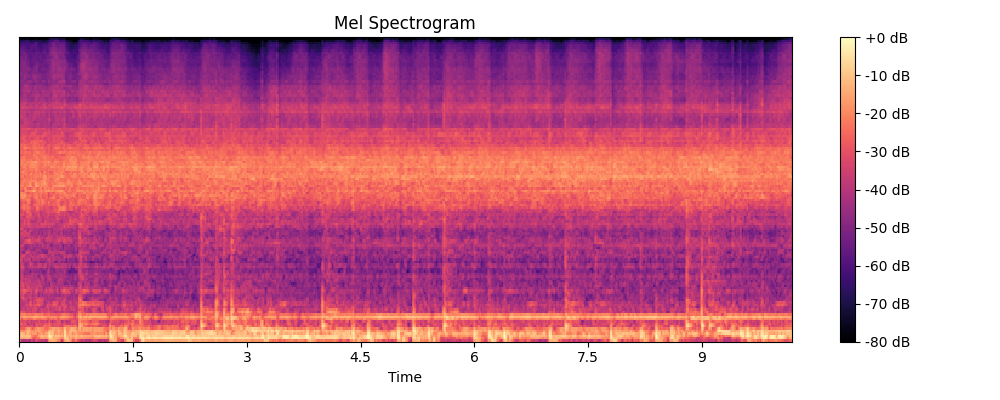 Mel Spectrogram
+0 dB
-10 dB
-20 dB
-30 dB
-40 dB
-50 dB
-60 dB
-70 dB
-80 dB
0 1.5 3 4.5 6 7.5 9
Time